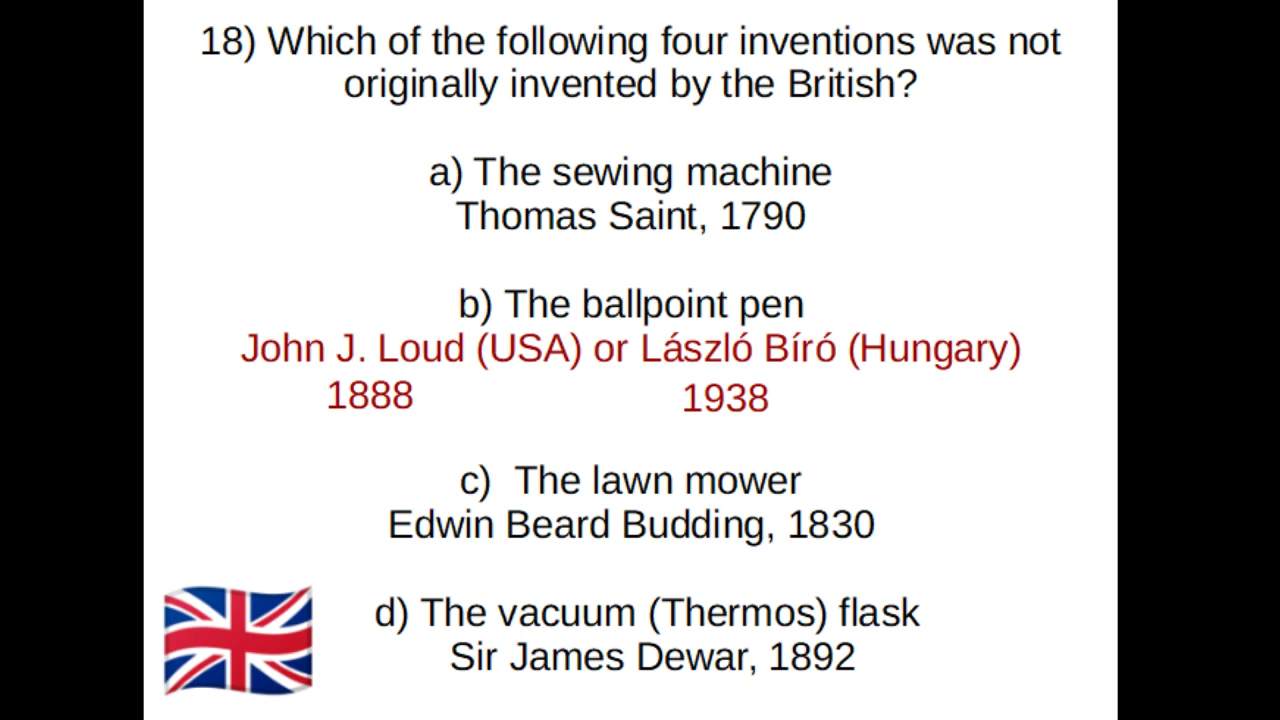 18) Which of the following four inventions was not
originally invented by the British?
a) The sewing machine
Thomas Saint, 1790
b) The ballpoint pen
John J. Loud (USA) or László Bíró (Hungary)
1888 1938
c) The lawn mower
Edwin Beard Budding, 1830
d) The vacuum (Thermos) flask
Sir James Dewar, 1892